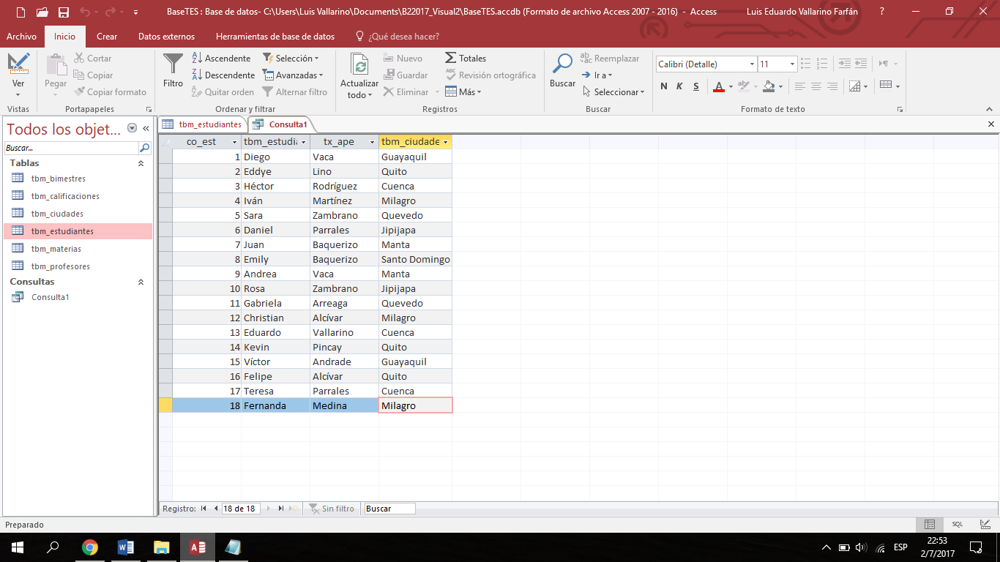 BaseTES : Base de datos- C:\Users\Luis Vallarino\Documents\B22017_Visual2\BaseTES.accdb (Formato de archivo Access 2007 - 2016) - Access Luis Eduardo Vallarino Farfán ?
Archivo Inicio Crear Datos externos Herramientas de base de datos ¿Qué desea hacer?
Ver
Vistas
Pegar
Cortar
Copiar
Copiar formato
Portapapeles
Filtro
Ascendente
Descendente
Quitar orden
Selección
Avanzadas
Alternar filtro
Ordenar y filtrar
Actualizar todo
Nuevo
Guardar
Eliminar
Totales
Revisión ortográfica
Más
Registros
Buscar
Reemplazar
Ir a
Seleccionar
Buscar
Calibri (Detalle) 11
N K S A
Formato de texto
Todos los objet...
Buscar...
Tablas
tbm_bimestres
tbm_calificaciones
tbm_ciudades
tbm_estudiantes
tbm_materias
tbm_profesores
Consultas
Consulta1
tbm_estudiantes Consulta1
co_est tbm_estudia tx_ape tbm_ciudade
1 Diego Vaca Guayaquil
2 Eddye Lino Quito
3 Héctor Rodríguez Cuenca
4 Iván Martínez Milagro
5 Sara Zambrano Quevedo
6 Daniel Parrales Jipijapa
7 Juan Baquerizo Manta
8 Emily Baquerizo Santo Domingo
9 Andrea Vaca Manta
10 Rosa Zambrano Jipijapa
11 Gabriela Arreaga Quevedo
12 Christian Alcívar Milagro
13 Eduardo Vallarino Cuenca
14 Kevin Pincay Quito
15 Víctor Andrade Guayaquil
16 Felipe Alcívar Quito
17 Teresa Parrales Cuenca
18 Fernanda Medina Milagro
Registro: 18 de 18 Sin filtro Buscar
Preparado SQL
ESP 22:53
2/7/2017